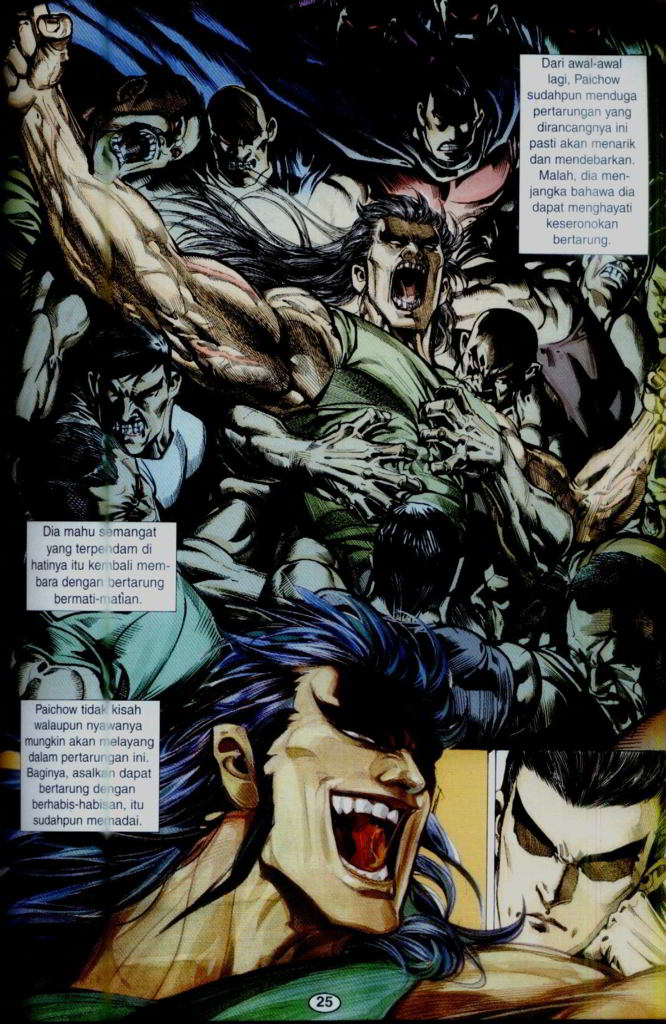 Dari awal-awal
lagi, Paichow
sudahpun menduga
pertarungan yang
dirancangnya ini
pasti akan menarik
dan mendebarkan.
Malah, dia men-
jangka bahawa dia
dapat menghayati
keseronokan
bertarung.
Dia mahu semangat
yang terpendam di
hatinya itu kembali mem-
bara dengan bertarung
bermati-matian.
Paichow tidak kisah
walaupun nyawanya
mungkin akan melayang
dalam pertarungan ini.
Baginya, asalkan dapat
bertarung dengan
berhabis-habisan, itu
sudahpun memadai.
25